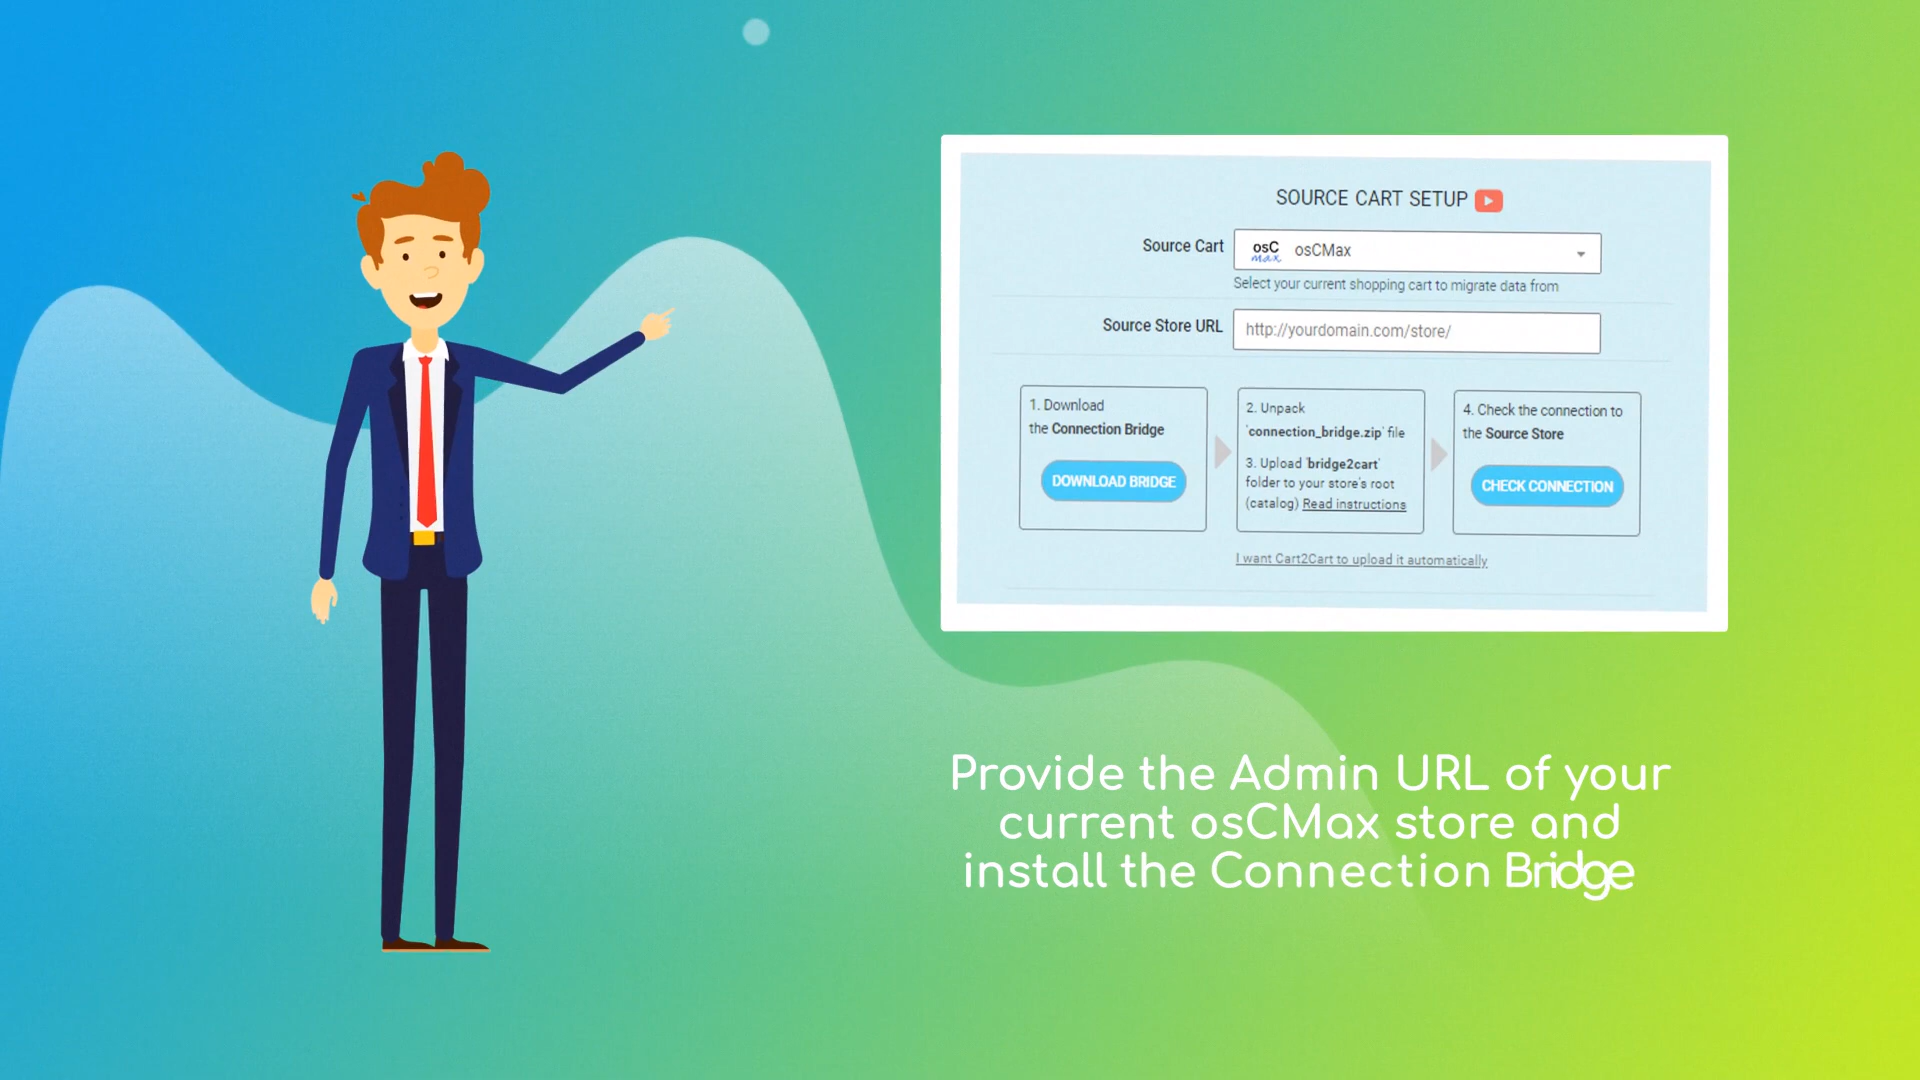 SOURCE CART SETUP
Source Cart
osC
max
osCMax
Select your current shopping cart to migrate data from
Source Store URL
http://yourdomain.com/store/
1. Download
the Connection Bridge
DOWNLOAD BRIDGE
2. Unpack
'connection_bridge.zip' file
3. Upload 'bridge2cart'
folder to your store's root
(catalog) Read instructions
4. Check the connection to
the Source Store
CHECK CONNECTION
I want Cart2Cart to upload it automatically
Provide the Admin URL of your
current osCMax store and
install the Connection Bridge